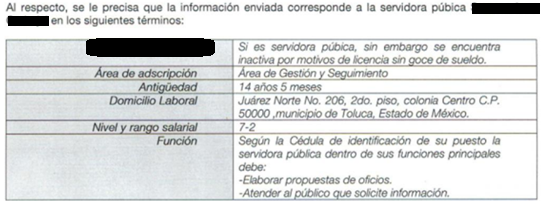 Al respecto, se le precisa que la información enviada corresponde a la servidora púbica
en los siguientes términos:
Si es servidora púbica, sin embargo se encuentra
inactiva por motivos de licencia sin goce de sueldo.
Área de adscripción Área de Gestión y Seguimiento
Antigüedad 14 años 5 meses
Domicilio Laboral Juárez Norte No. 206, 2do. piso, colonia Centro C.P.
50000 ,municipio de Toluca, Estado de México.
Nivel y rango salarial 7-2
Función Según la Cédula de identificación de su puesto la
servidora pública dentro de sus funciones principales
debe:
-Elaborar propuestas de oficios.
-Atender al público que solicite información.